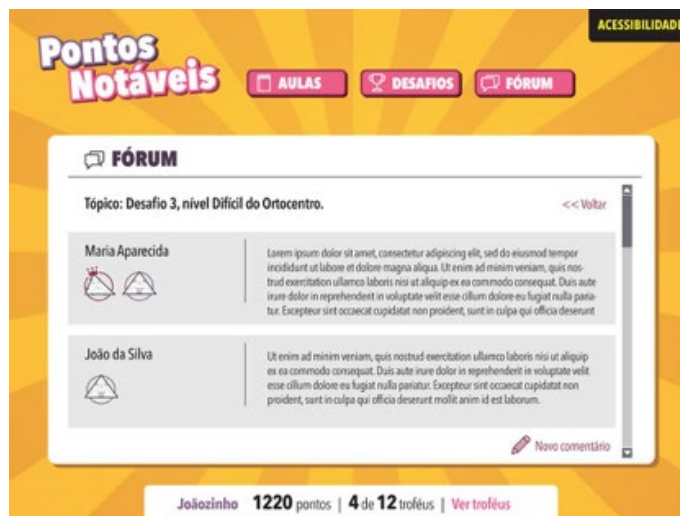 ACESSIBILIDADE
Pontos
Notáveis
AULAS
DESAFIOS
FÓRUM
FÓRUM
Tópico: Desafio 3, nível Difícil do Ortocentro.
<< Voltar
Maria Aparecida
Lorem ipsum dolor sit amet, consectetur adipiscing elit, sed do eiusmod tempor
incididunt ut labore et dolore magna aliqua. Ut enim ad minim veniam, quis nos-
trud exercitation ullamco laboris nisi ut aliquip ex ea commodo consequat. Duis aute
irure dolor in reprehenderit in voluptate velit esse cillum dolore eu fugiat nulla paria-
tur. Excepteur sint occaecat cupidatat non proident, sunt in culpa qui officia deserunt
João da Silva
Ut enim ad minim veniam, quis nostrud exercitation ullamco laboris nisi ut aliquip
ex ea commodo consequat. Duis aute irure dolor in reprehenderit in voluptate velit
esse cillum dolore eu fugiat nulla pariatur. Excepteur sint occaecat cupidatat non
proident, sunt in culpa qui officia deserunt mollit anim id est laborum.
Novo comentário
Joãozinho 1220 pontos | 4 de 12 troféus | Ver troféus